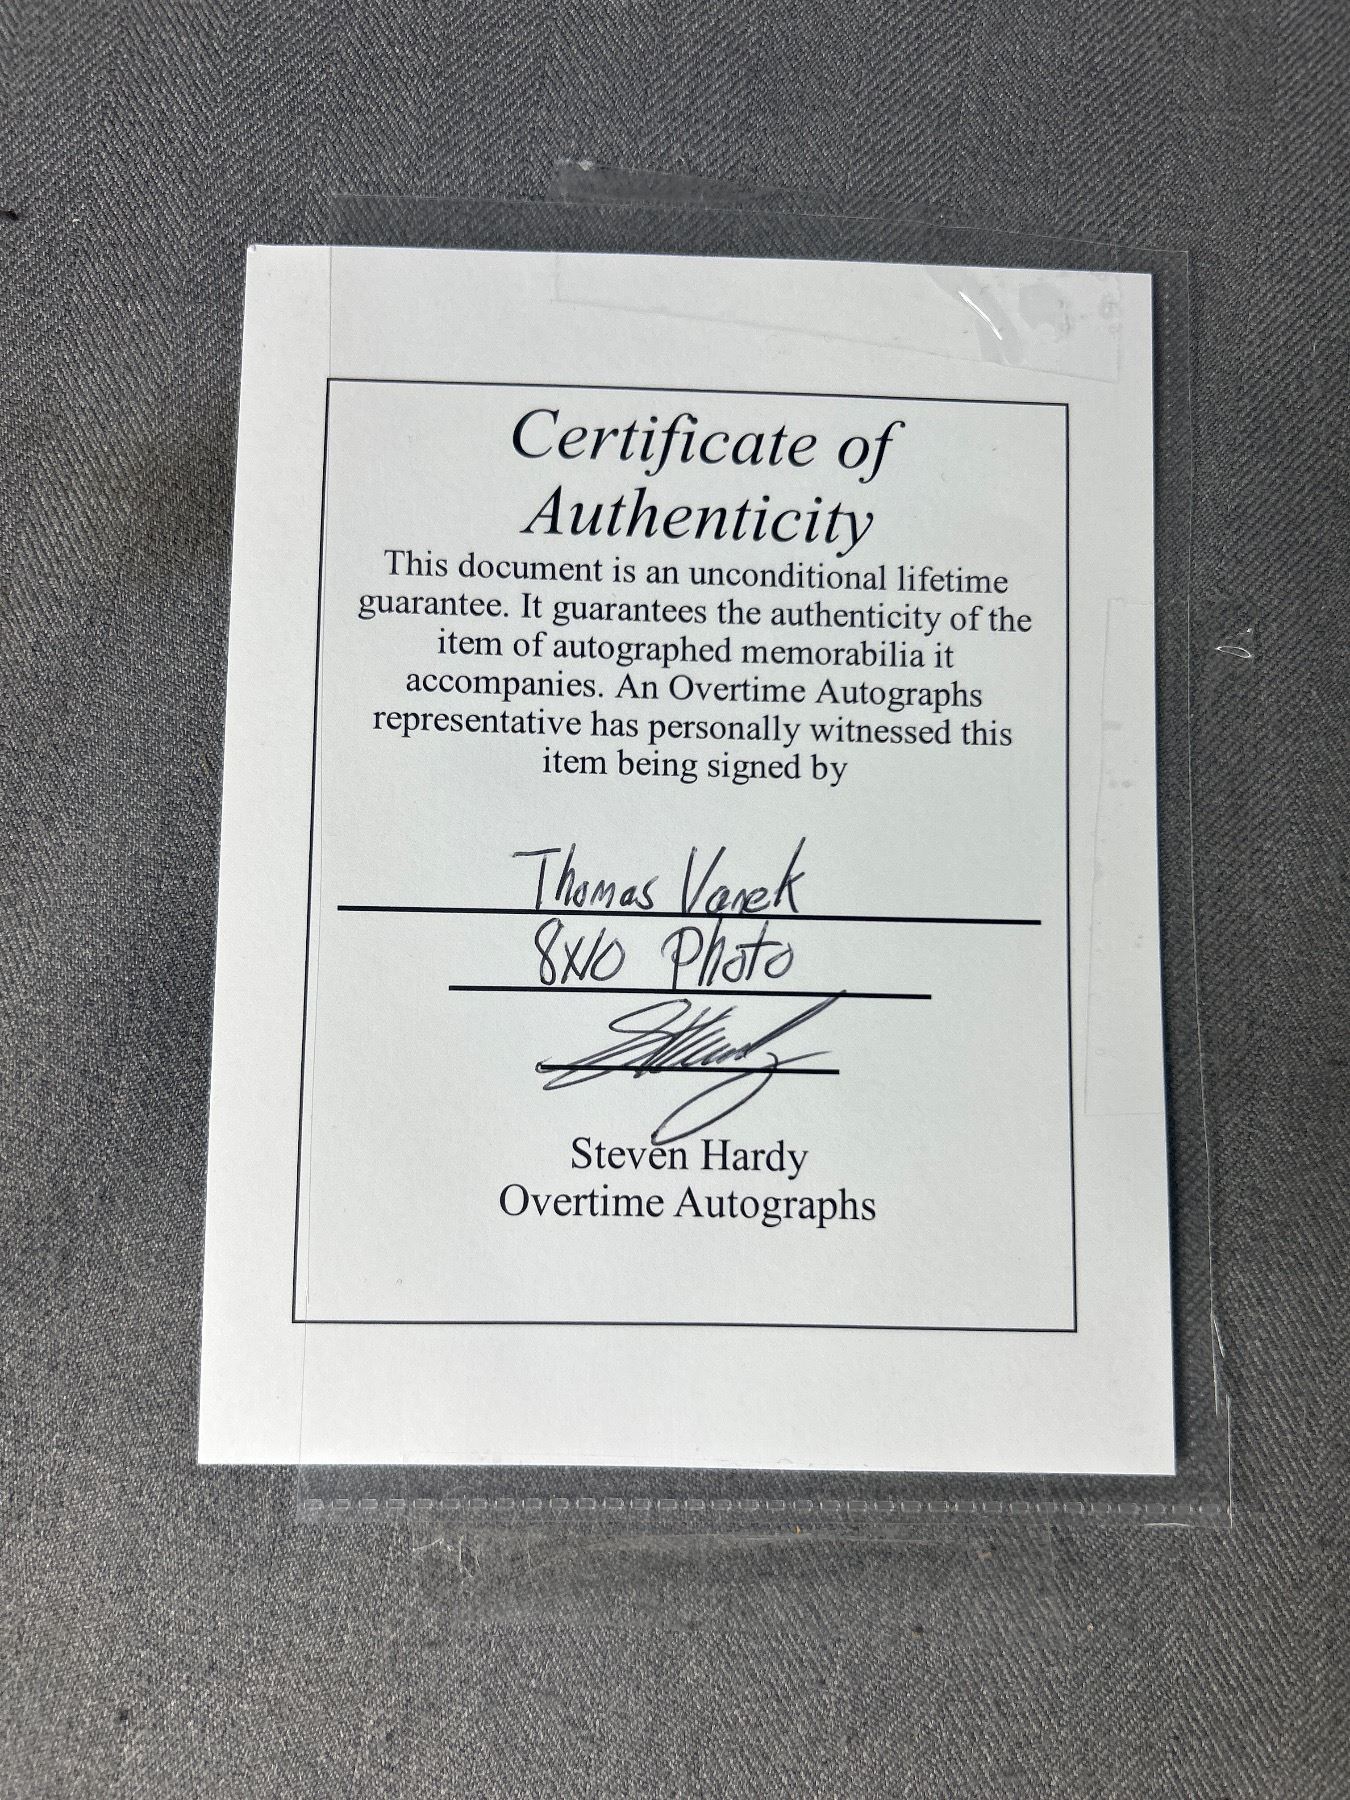 Certificate of
Authenticity
This document is an unconditional lifetime
guarantee. It guarantees the authenticity of the
item of autographed memorabilia it
accompanies. An Overtime Autographs
representative has personally witnessed this
item being signed by
Thomas Vanek
8x10 Photo
Steven Hardy
Overtime Autographs